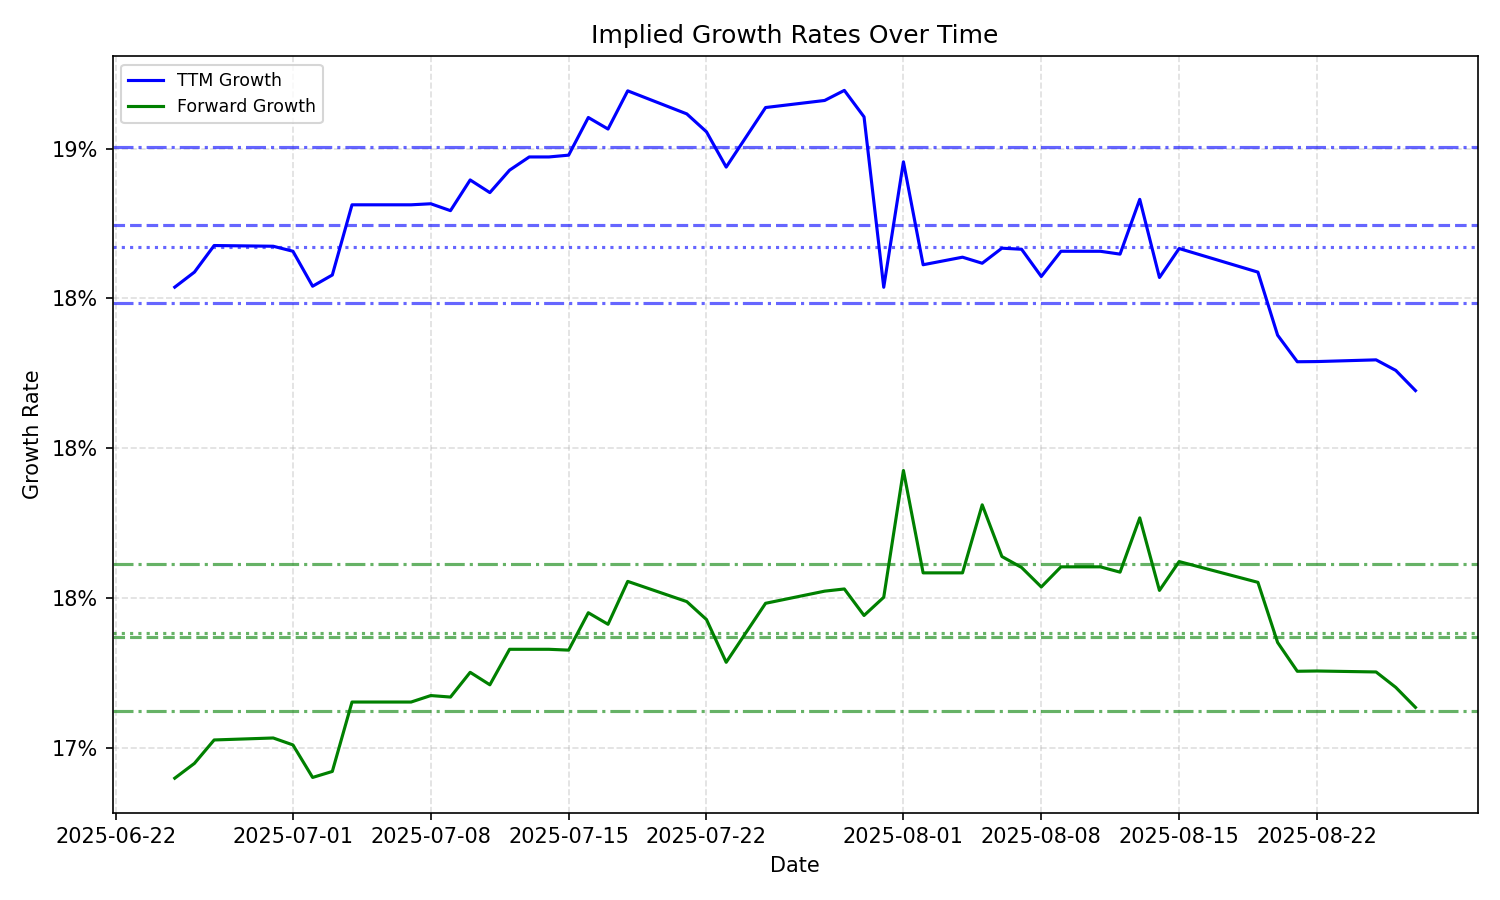 Implied Growth Rates Over Time
TTM Growth
Forward Growth
19%
18%
18%
18%
17%
Growth Rate
2025-06-22
2025-07-01
2025-07-08
2025-07-15
2025-07-22
2025-08-01
2025-08-08
2025-08-15
2025-08-22
Date